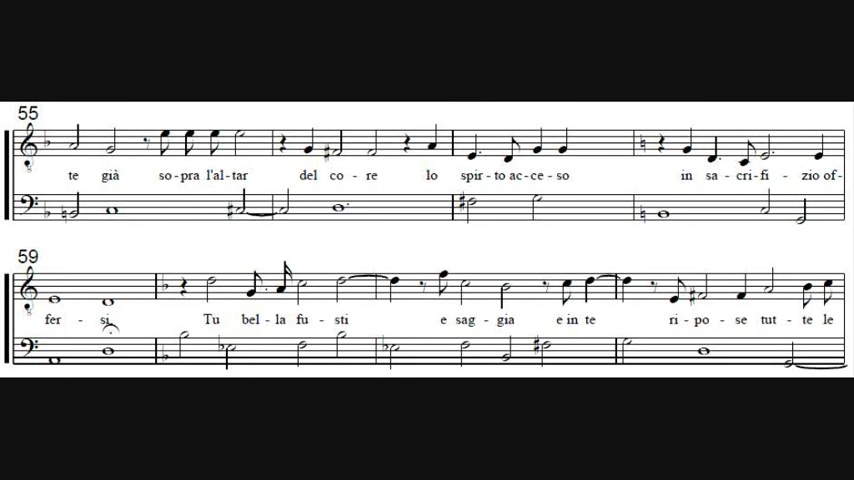 55
te già so-pra l'al-tar del co-re lo spir-to ac-ce-so in sa-cri-fi-zio of-
59
fer-si. Tu bel-la fu-sti e sag-gia e in te ri-po-se tut-te le